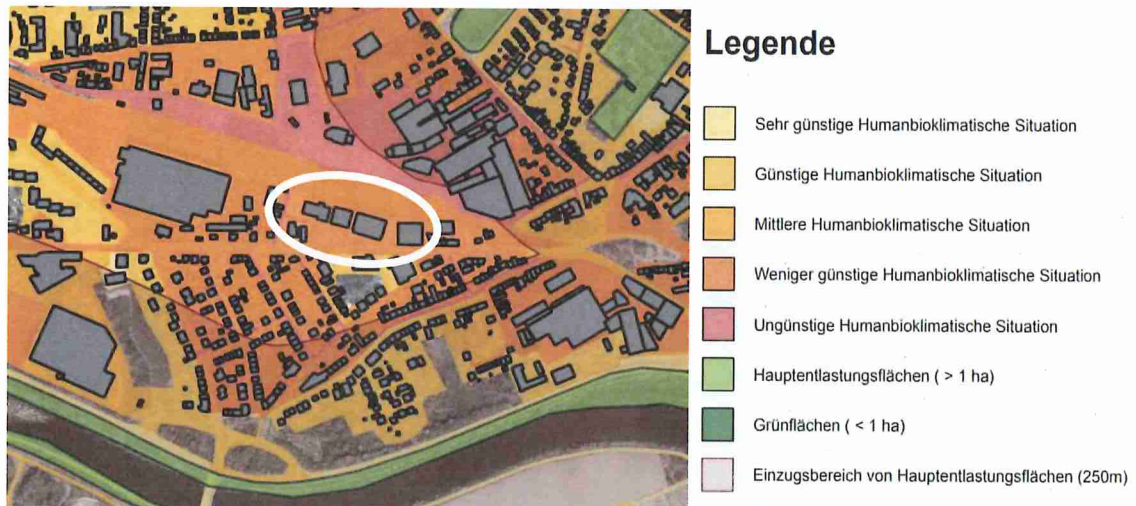 Legende
Sehr günstige Humanbioklimatische Situation
Günstige Humanbioklimatische Situation
Mittlere Humanbioklimatische Situation
Weniger günstige Humanbioklimatische Situation
Ungünstige Humanbioklimatische Situation
Hauptentlastungsflächen ( > 1 ha)
Grünflächen ( < 1 ha)
Einzugsbereich von Hauptentlastungsflächen (250m)